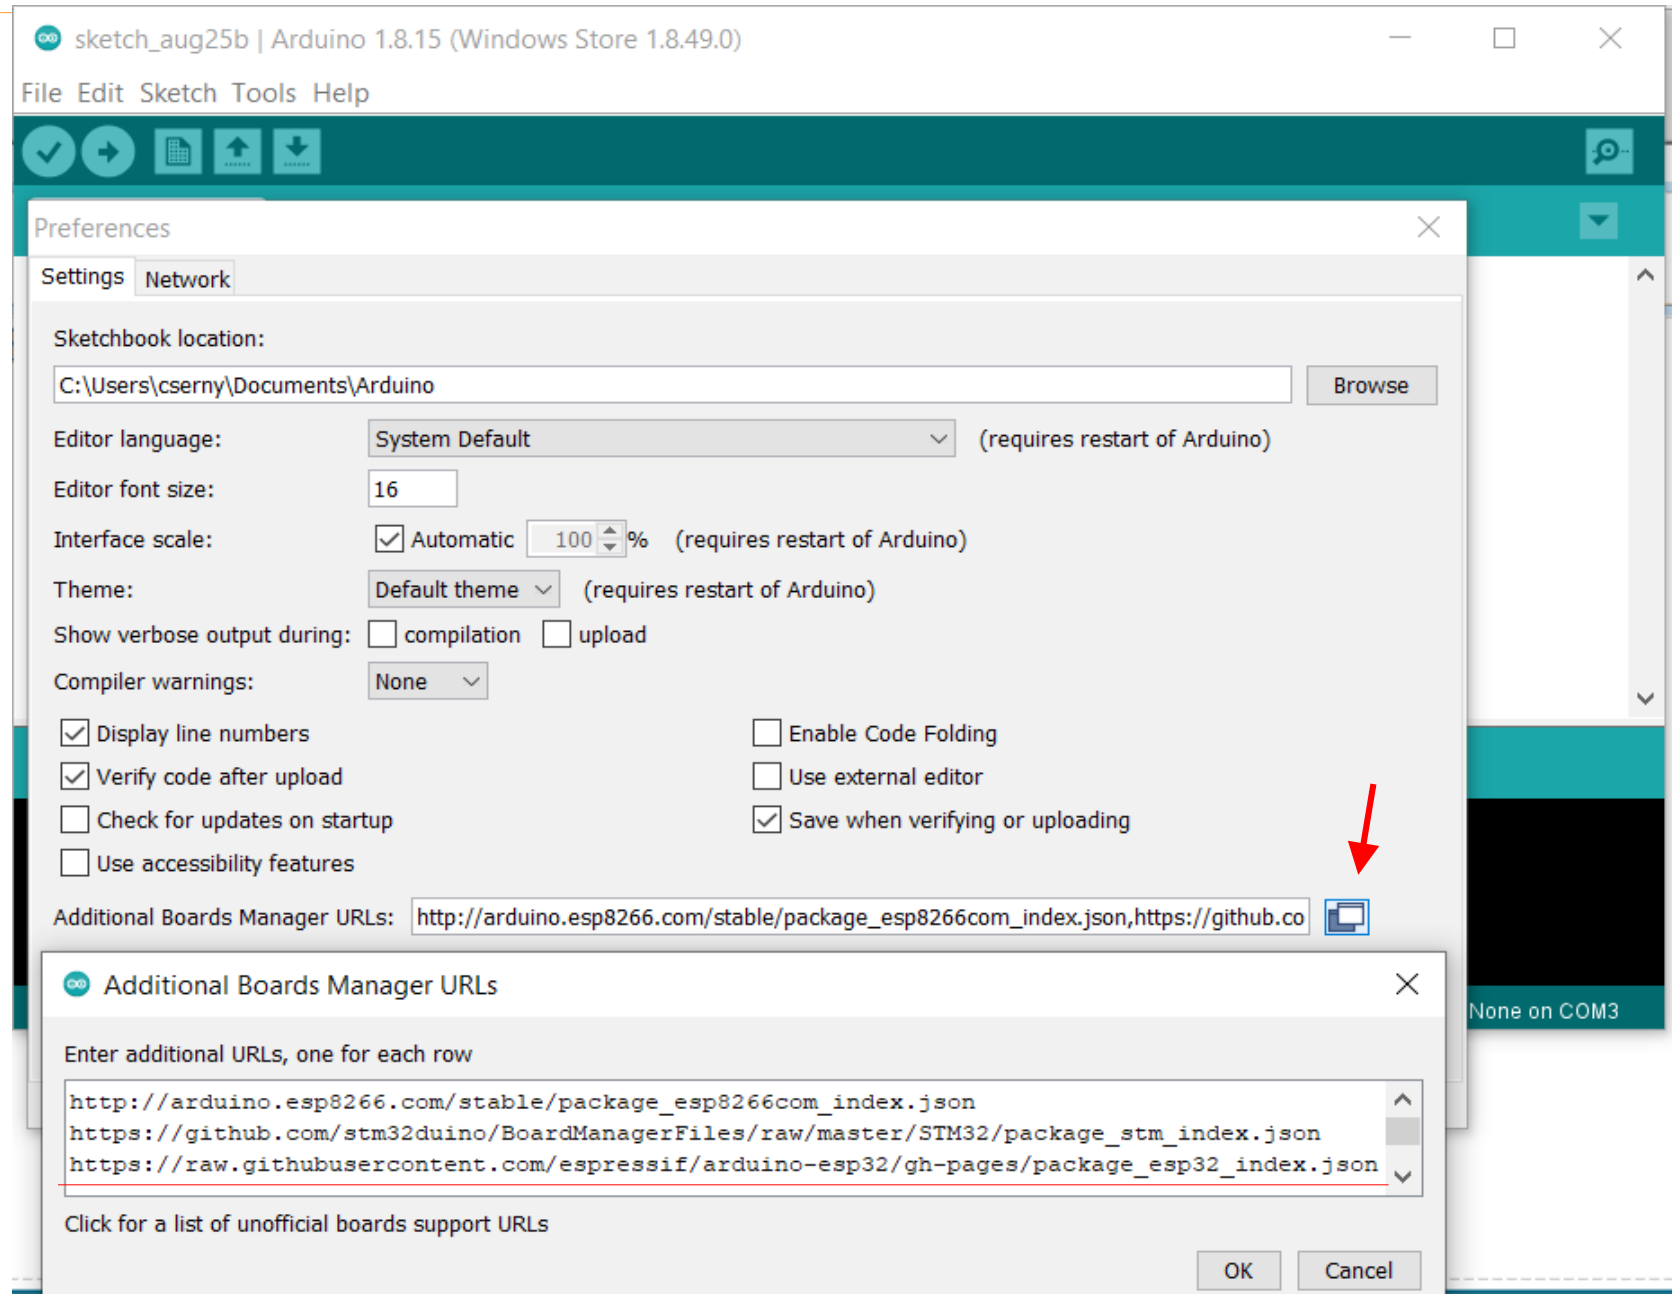 sketch_aug25b | Arduino 1.8.15 (Windows Store 1.8.49.0)
File Edit Sketch Tools Help
Preferences
Settings Network
Sketchbook location:
C:\Users\cserny\Documents\Arduino Browse
Editor language: System Default (requires restart of Arduino)
Editor font size: 16
Interface scale: Automatic 100 % (requires restart of Arduino)
Theme: Default theme (requires restart of Arduino)
Show verbose output during: compilation upload
Compiler warnings: None
Display line numbers Enable Code Folding
Verify code after upload Use external editor
Check for updates on startup Save when verifying or uploading
Use accessibility features
Additional Boards Manager URLs: http://arduino.esp8266.com/stable/package_esp8266com_index.json,https://github.co
Additional Boards Manager URLs
None on COM3
Enter additional URLs, one for each row
http://arduino.esp8266.com/stable/package_esp8266com_index.json
https://github.com/stm32duino/BoardManagerFiles/raw/master/STM32/package_stm_index.json
https://raw.githubusercontent.com/espressif/arduino-esp32/gh-pages/package_esp32_index.json
Click for a list of unofficial boards support URLs
OK Cancel